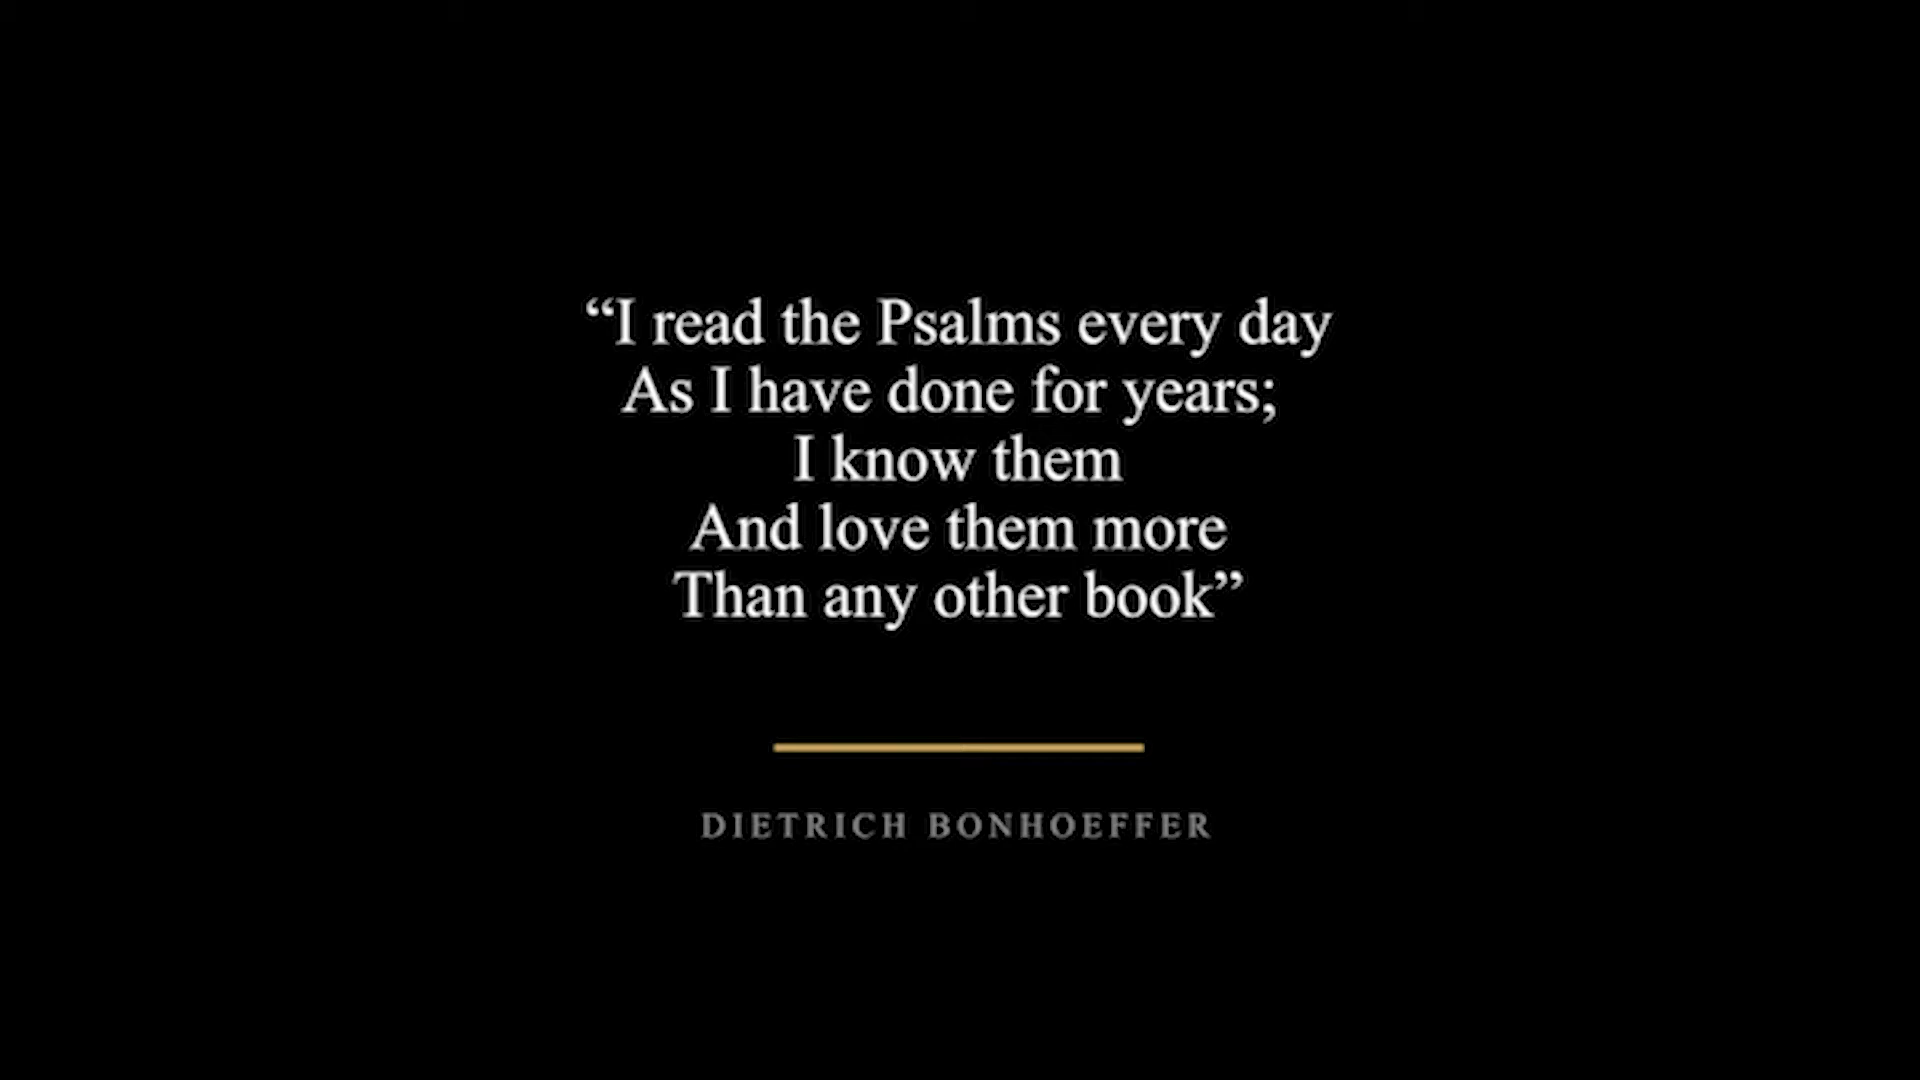 “I read the Psalms every day
As I have done for years;
I know them
And love them more
Than any other book”
DIETRICH BONHOEFFER